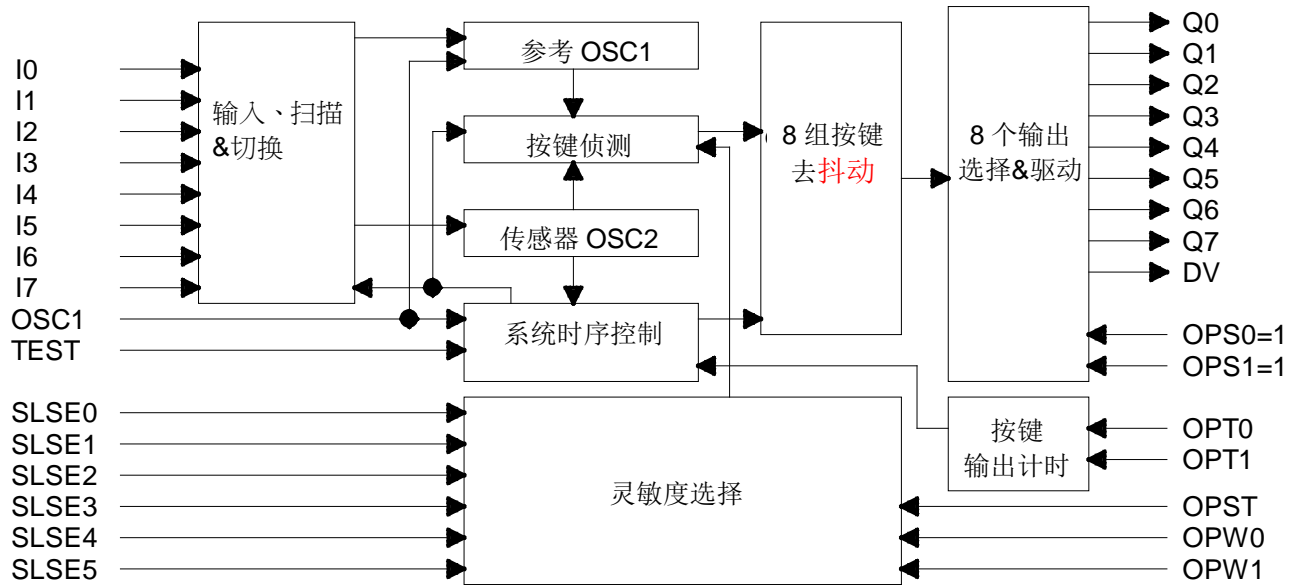 I0
I1
I2
I3
I4
I5
I6
I7
OSC1
TEST
SLSE0
SLSE1
SLSE2
SLSE3
SLSE4
SLSE5
输入、扫描
&切换
参考 OSC1
按键侦测
传感器 OSC2
系统时序控制
灵敏度选择
8 组按键
去抖动
8 个输出
选择&驱动
按键
输出计时
Q0
Q1
Q2
Q3
Q4
Q5
Q6
Q7
DV
OPS0=1
OPS1=1
OPT0
OPT1
OPST
OPW0
OPW1